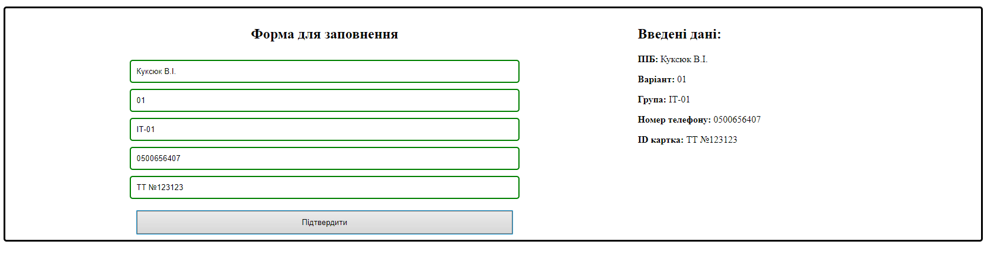 Форма для заповнення
Куксюк В.І.
01
ІТ-01
0500656407
ТТ №123123
Підтвердити
Введені дані:
ПІБ: Куксюк В.І.
Варіант: 01
Група: ІТ-01
Номер телефону: 0500656407
ID картка: ТТ №123123